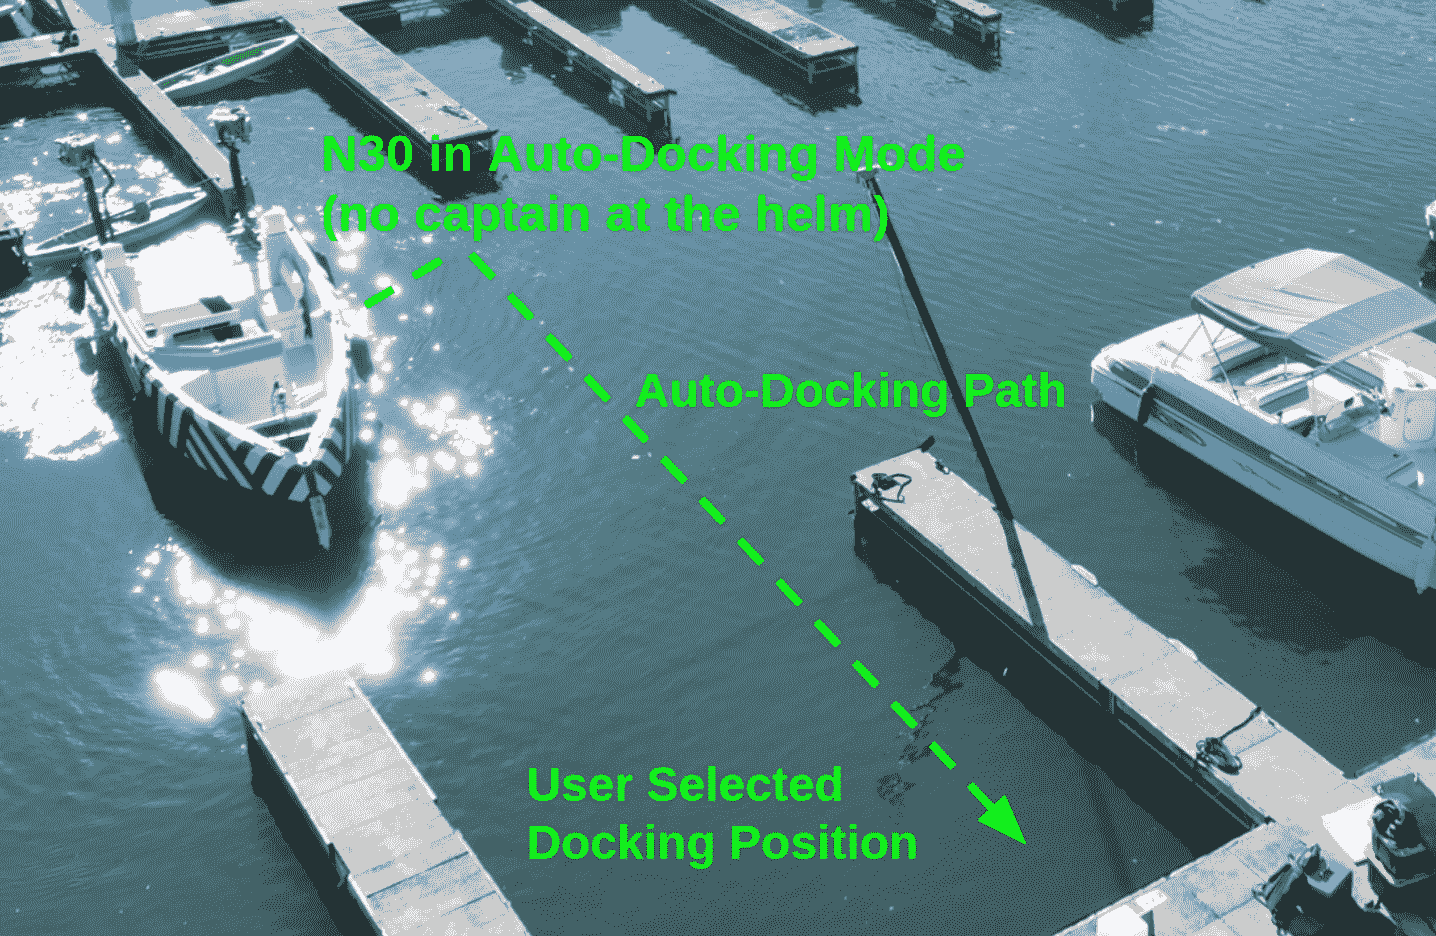 N30 in Auto-Docking Mode
(no captain at the helm)
Auto-Docking Path
User Selected
Docking Position